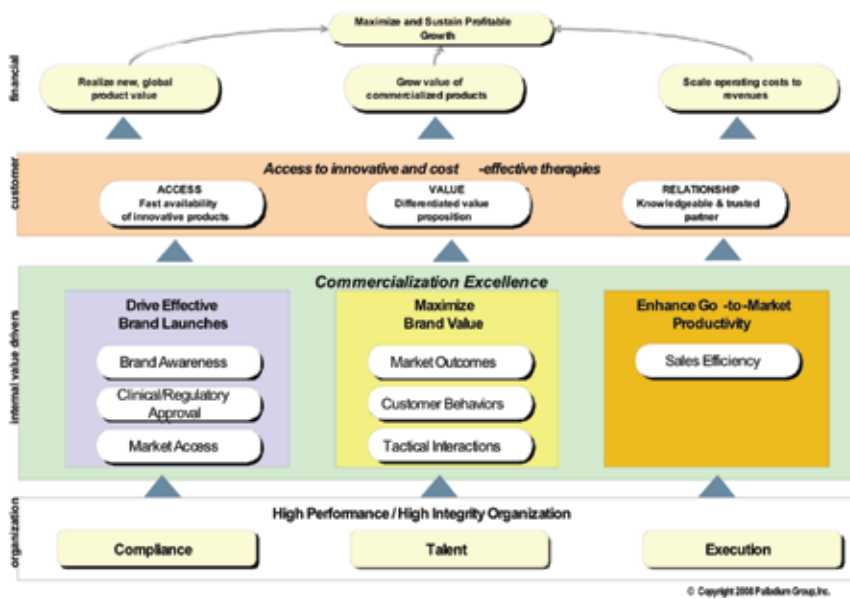 Maximize and Sustain Profitable
Growth
financial
Realize new, global
product value
Grow value of
commercialized products
Scale operating costs to
revenues
customer
Access to innovative and cost -effective therapies
ACCESS
Fast availability
of innovative products
VALUE
Differentiated value
proposition
RELATIONSHIP
Knowledgeable & trusted
partner
internal value drivers
Commercialization Excellence
Drive Effective
Brand Launches
Brand Awareness
Clinical/Regulatory
Approval
Market Access
Maximize
Brand Value
Market Outcomes
Customer Behaviors
Tactical Interactions
Enhance Go -to-Market
Productivity
Sales Efficiency
organization
High Performance / High Integrity Organization
Compliance
Talent
Execution
© Copyright 2008 Palladium Group, Inc.